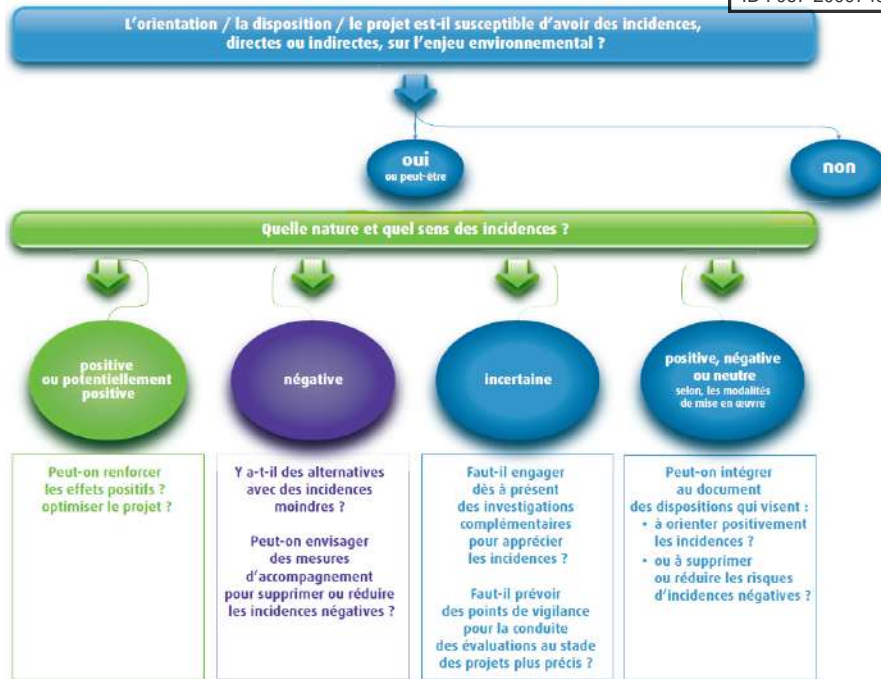 L'orientation / la disposition / le projet est-il susceptible d'avoir des incidences,
directes ou indirectes, sur l'enjeu environnemental ?
oui
ou peut-être
non
Quelle nature et quel sens des incidences ?
positive
ou potentiellement
positive
négative
incertaine
positive, négative
ou neutre
selon, les modalités
de mise en œuvre
Peut-on renforcer
les effets positifs ?
optimiser le projet ?
Y a-t-il des alternatives
avec des incidences
moindres ?
Peut-on envisager
des mesures
d'accompagnement
pour supprimer ou réduire
les incidences négatives ?
Faut-il engager
dès à présent
des investigations
complémentaires
pour apprécier
les incidences ?
Faut-il prévoir
des points de vigilance
pour la conduite
des évaluations au stade
des projets plus précis ?
Peut-on intégrer
au document
des dispositions qui visent :
• à orienter positivement
les incidences ?
• ou à supprimer
ou réduire les risques
d'incidences négatives ?